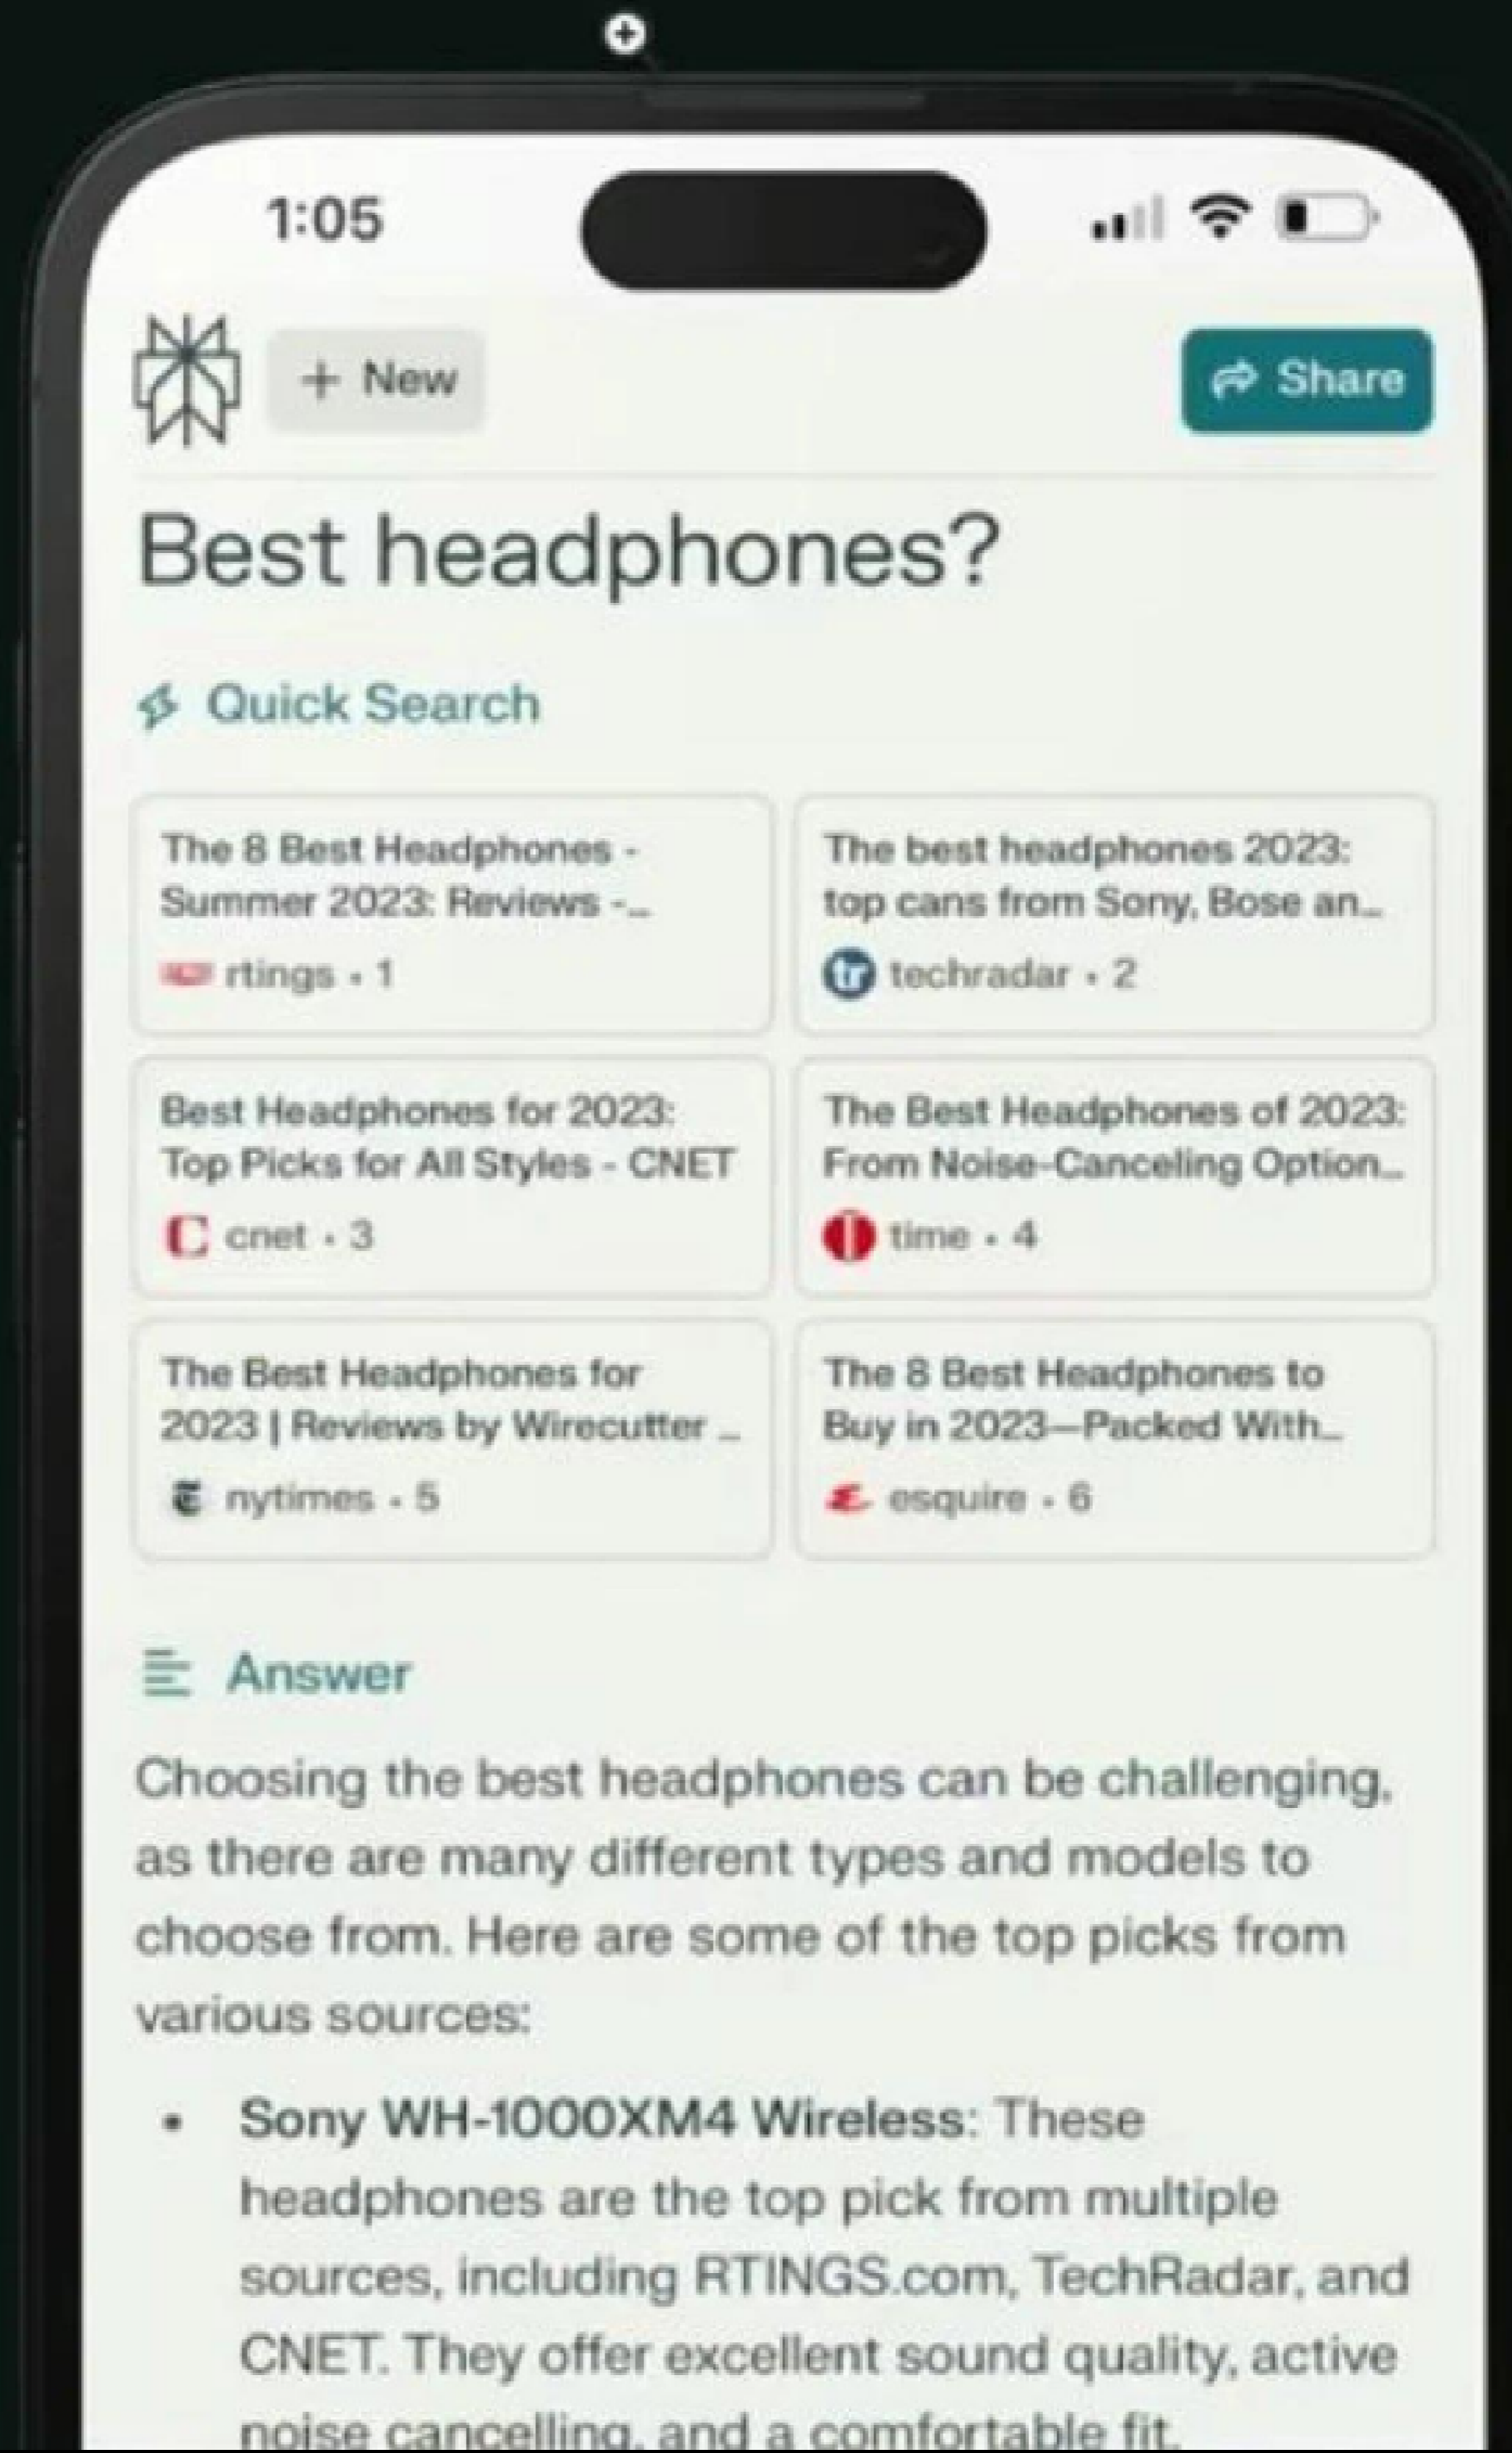 1:05
+ New
Share
Best headphones?
Quick Search
The 8 Best Headphones -
Summer 2023: Reviews -...
rtings • 1
The best headphones 2023:
top cans from Sony, Bose an...
techradar • 2
Best Headphones for 2023:
Top Picks for All Styles - CNET
cnet • 3
The Best Headphones of 2023:
From Noise-Canceling Option...
time • 4
The Best Headphones for
2023 | Reviews by Wirecutter ...
nytimes • 5
The 8 Best Headphones to
Buy in 2023—Packed With...
esquire • 6
Answer
Choosing the best headphones can be challenging,
as there are many different types and models to
choose from. Here are some of the top picks from
various sources:
• Sony WH-1000XM4 Wireless: These
headphones are the top pick from multiple
sources, including RTINGS.com, TechRadar, and
CNET. They offer excellent sound quality, active
noise cancelling, and a comfortable fit.